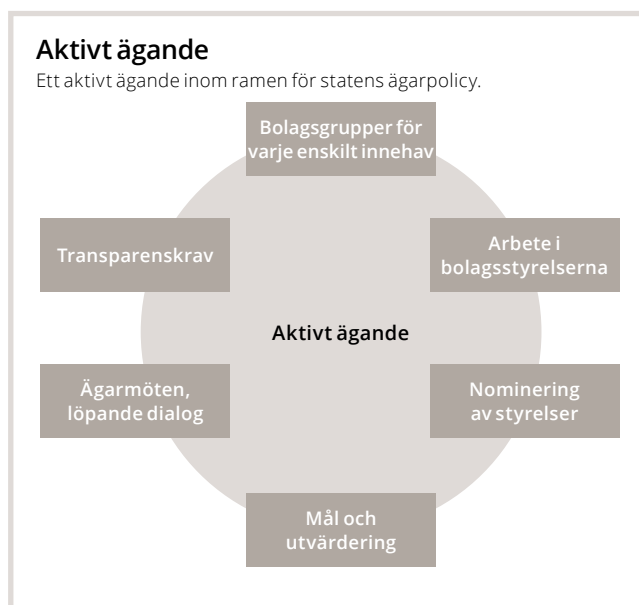 Aktivt ägande
Ett aktivt ägande inom ramen för statens ägarpolicy.
Bolagsgrupper för
varje enskilt innehav
Transparenskrav
Arbete i
bolagsstyrelserna
Aktivt ägande
Ägarmöten,
löpande dialog
Nominering
av styrelser
Mål och
utvärdering